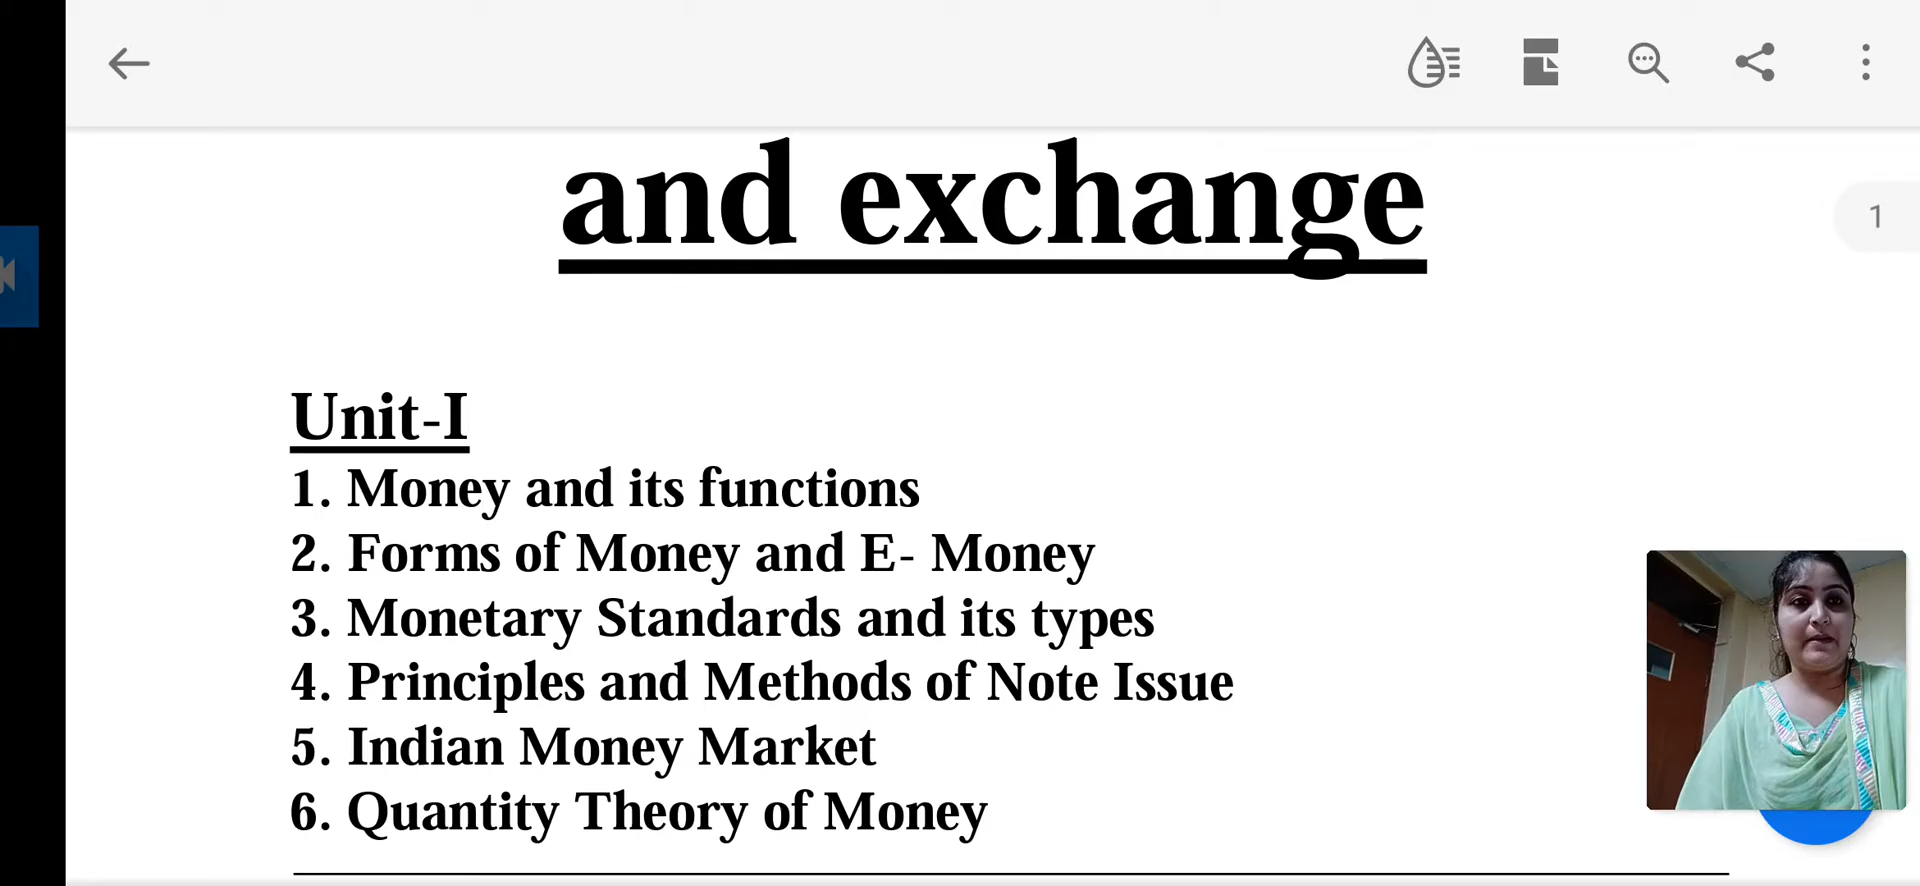 1
and exchange
Unit-I
1. Money and its functions
2. Forms of Money and E- Money
3. Monetary Standards and its types
4. Principles and Methods of Note Issue
5. Indian Money Market
6. Quantity Theory of Money